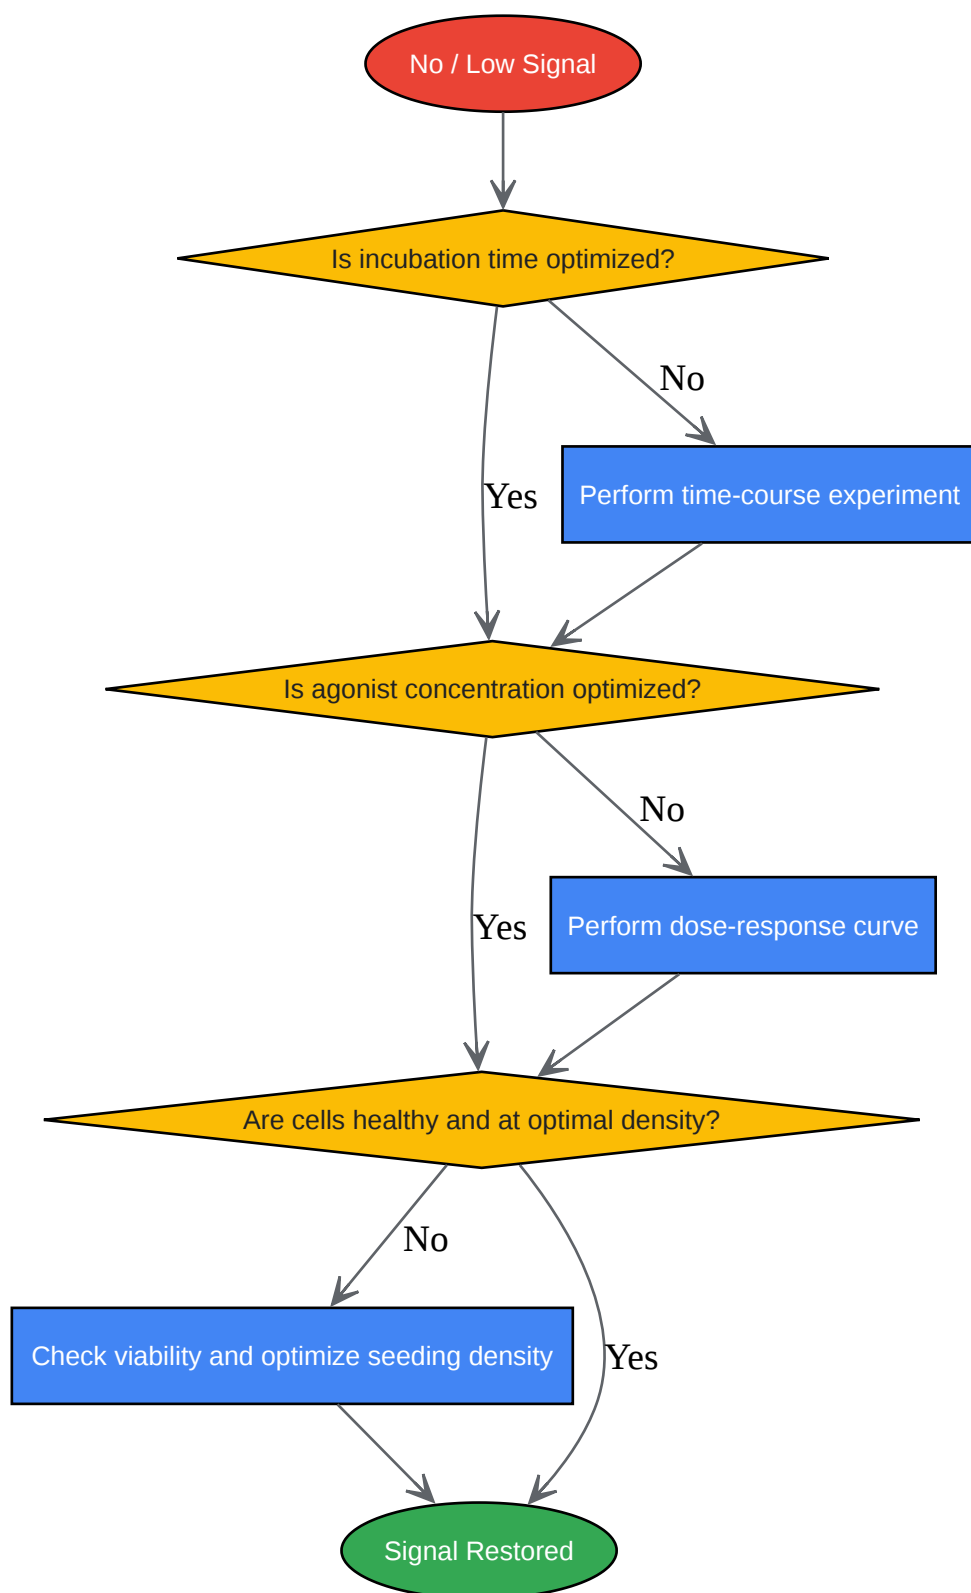 No / Low Signal
Is incubation time optimized?
No
Yes
Perform time-course experiment
Is agonist concentration optimized?
No
Yes
Perform dose-response curve
Are cells healthy and at optimal density?
No
Check viability and optimize seeding density
Yes
Signal Restored